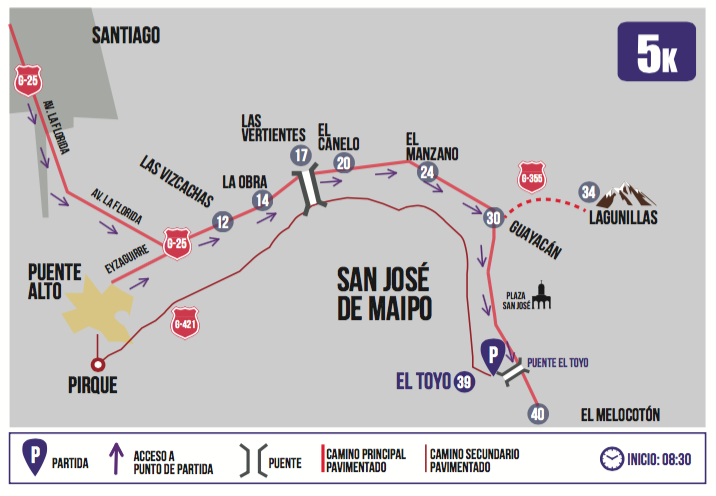 SANTIAGO
5K
G-25
AV. LA FLORIDA
LAS
VERTIENTES
17
EL
CANELO
20
EL
MANZANO
24
LAS VIZCACHAS
LA OBRA
14
12
G-355
34
LAGUNILLAS
30
GUAYACÁN
AV. LA FLORIDA
G-25
EYZAGUIRRE
PUENTE
ALTO
SAN JOSÉ
DE MAIPO
PLAZA
SAN JOSÉ
G-421
PIRQUE
P
PUENTE EL TOYO
EL TOYO 39
40
EL MELOCOTÓN
P
PARTIDA
ACCESO A
PUNTO DE PARTIDA
PUENTE
CAMINO PRINCIPAL
PAVIMENTADO
CAMINO SECUNDARIO
PAVIMENTADO
INICIO: 08:30